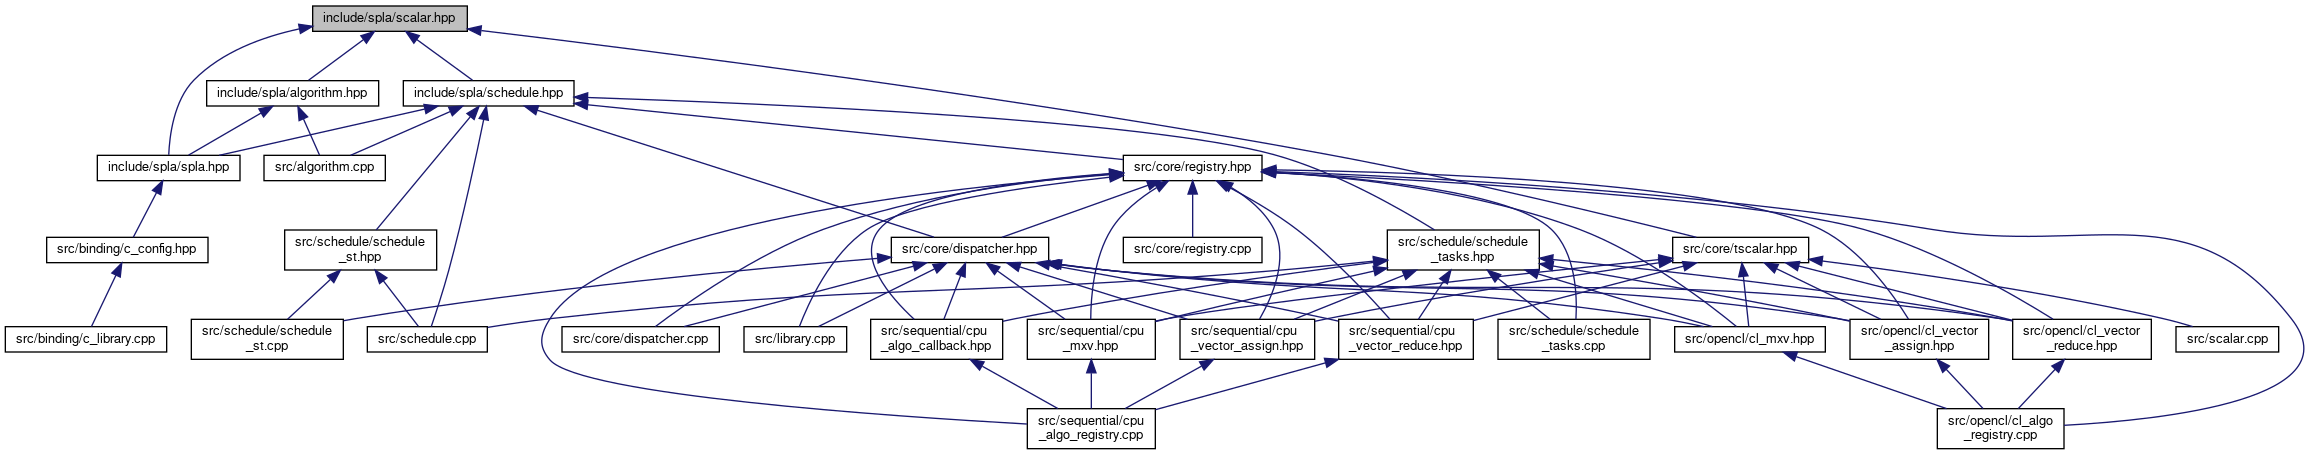 include/spla/scalar.hpp
include/spla/algorithm.hpp
include/spla/schedule.hpp
include/spla/spla.hpp
src/algorithm.cpp
src/core/registry.hpp
src/binding/c_config.hpp
src/schedule/schedule
_st.hpp
src/core/dispatcher.hpp
src/core/registry.cpp
src/schedule/schedule
_tasks.hpp
src/core/tscalar.hpp
src/binding/c_library.cpp
src/schedule/schedule
_st.cpp
src/schedule.cpp
src/core/dispatcher.cpp
src/library.cpp
src/sequential/cpu
_algo_callback.hpp
src/sequential/cpu
_mxv.hpp
src/sequential/cpu
_vector_assign.hpp
src/sequential/cpu
_vector_reduce.hpp
src/schedule/schedule
_tasks.cpp
src/opencl/cl_mxv.hpp
src/opencl/cl_vector
_assign.hpp
src/opencl/cl_vector
_reduce.hpp
src/scalar.cpp
src/sequential/cpu
_algo_registry.cpp
src/opencl/cl_algo
_registry.cpp